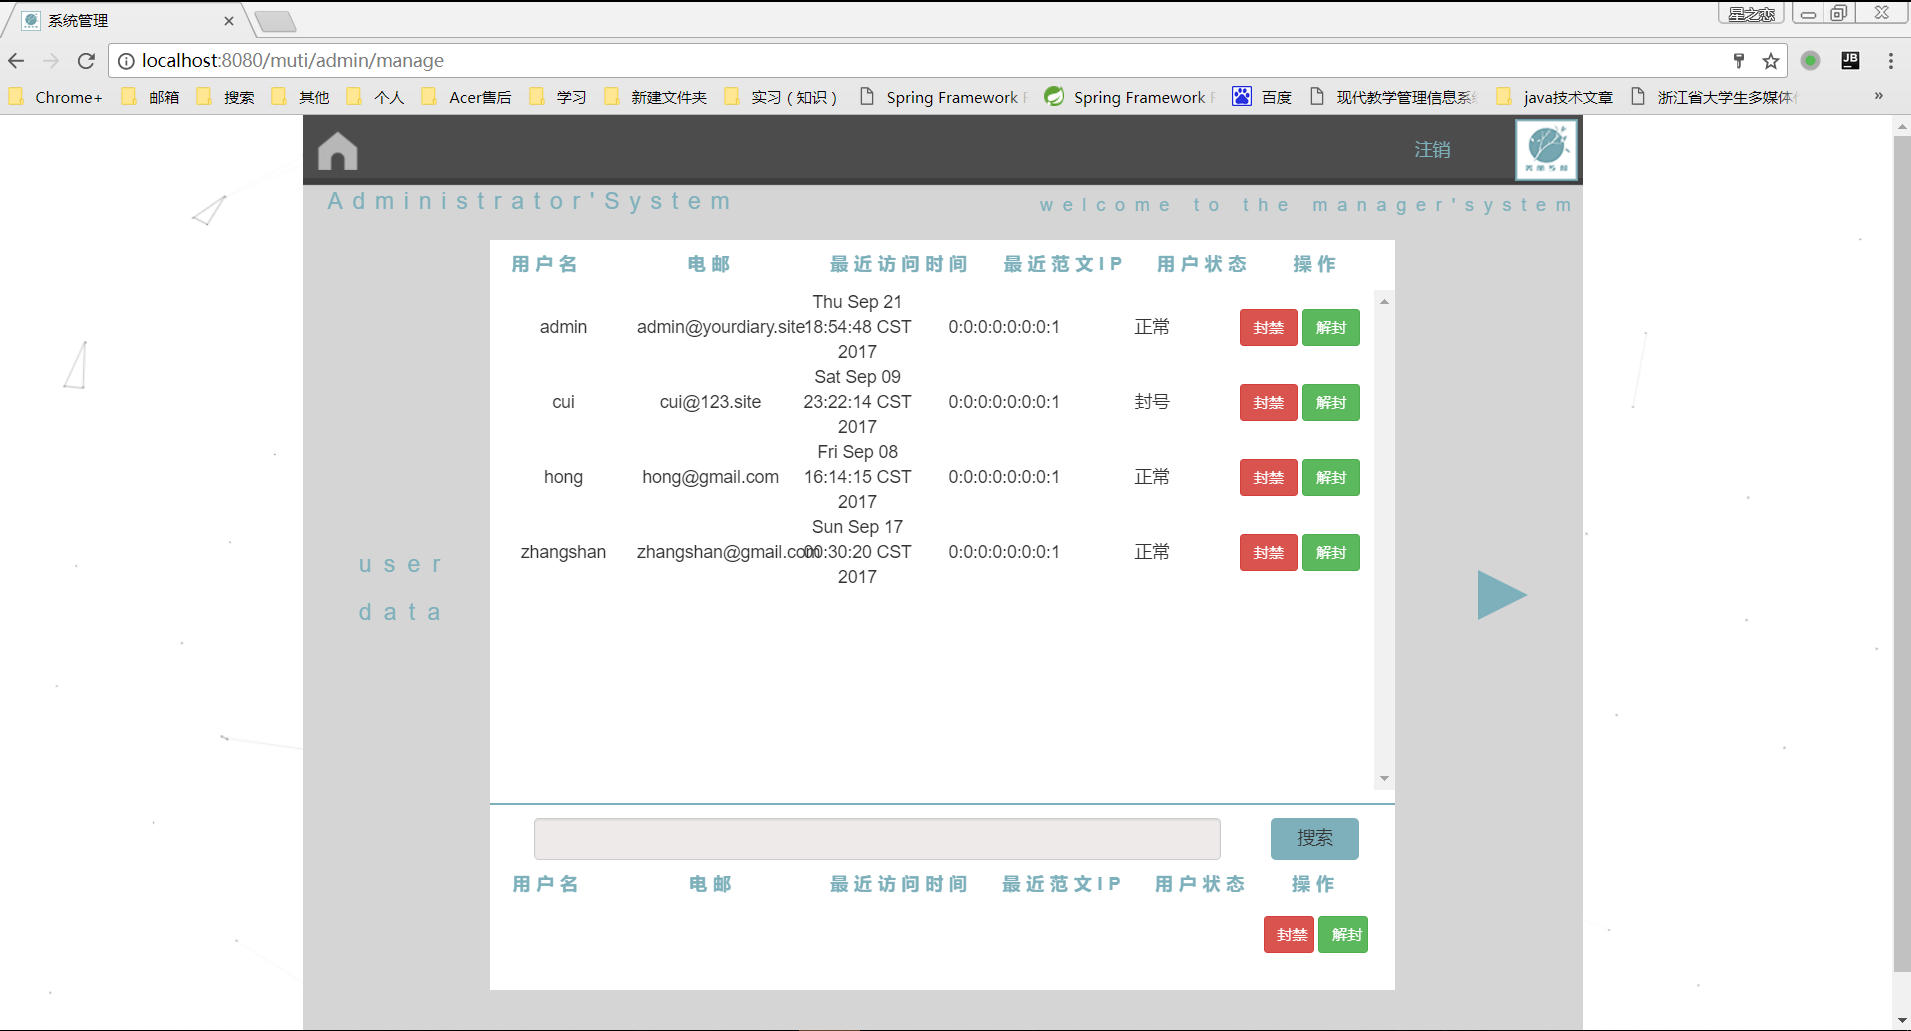 系统管理
星之恋
localhost:8080/muti/admin/manage
Chrome+ 邮箱 搜索 其他 个人 Acer售后 学习 新建文件夹 实习（知识） Spring Framework Spring Framework 百度 现代教学管理信息系 java技术文章 浙江省大学生多媒体 »
注销
Administrator'System
welcome to the manager'system
用户名 电邮 最近访问时间 最近范文IP 用户状态 操作
Thu Sep 21
admin admin@yourdiary.site 18:54:48 CST 0:0:0:0:0:0:0:1 正常 封禁 解封
2017
Sat Sep 09
cui cui@123.site 23:22:14 CST 0:0:0:0:0:0:0:1 封号 封禁 解封
2017
Fri Sep 08
hong hong@gmail.com 16:14:15 CST 0:0:0:0:0:0:0:1 正常 封禁 解封
2017
Sun Sep 17
zhangshan zhangshan@gmail.com 00:30:20 CST 0:0:0:0:0:0:0:1 正常 封禁 解封
2017
user
data
搜索
用户名 电邮 最近访问时间 最近范文IP 用户状态 操作
封禁 解封